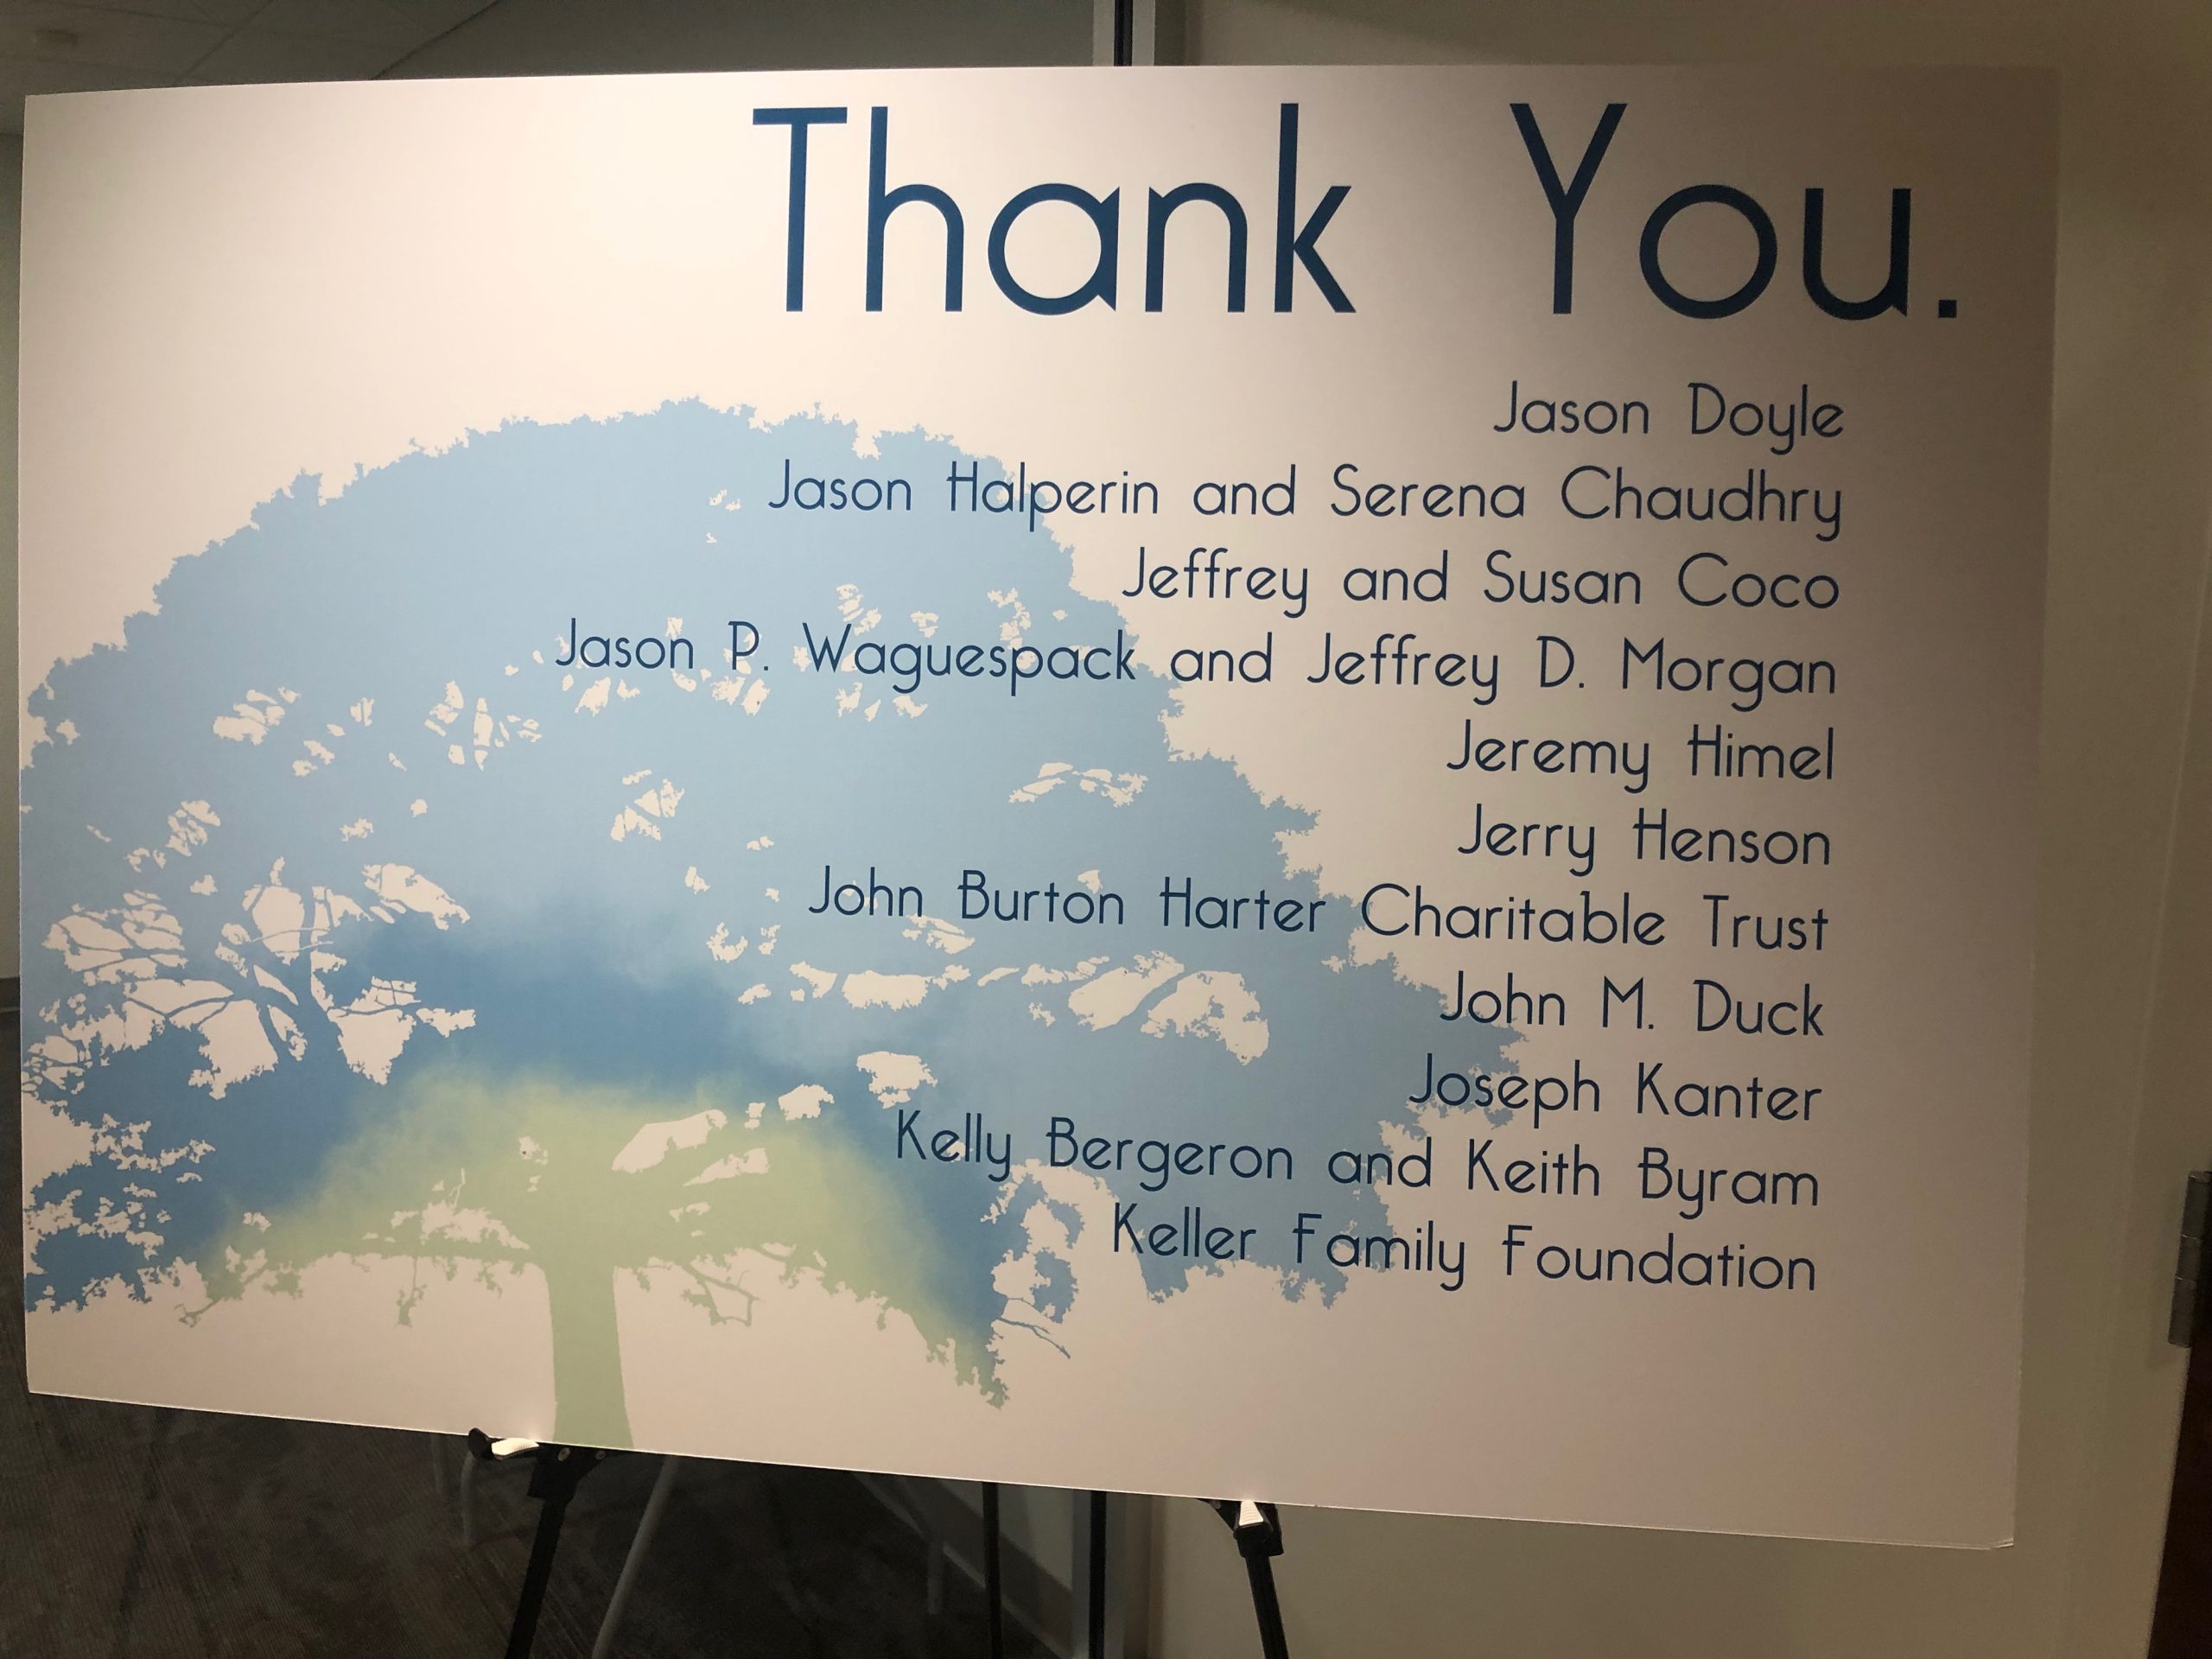 Thank You.
Jason Doyle
Jason Halperin and Serena Chaudhry
Jeffrey and Susan Coco
Jason P. Waguespack and Jeffrey D. Morgan
Jeremy Himel
Jerry Henson
John Burton Harter Charitable Trust
John M. Duck
Joseph Kanter
Kelly Bergeron and Keith Byram
Keller Family Foundation